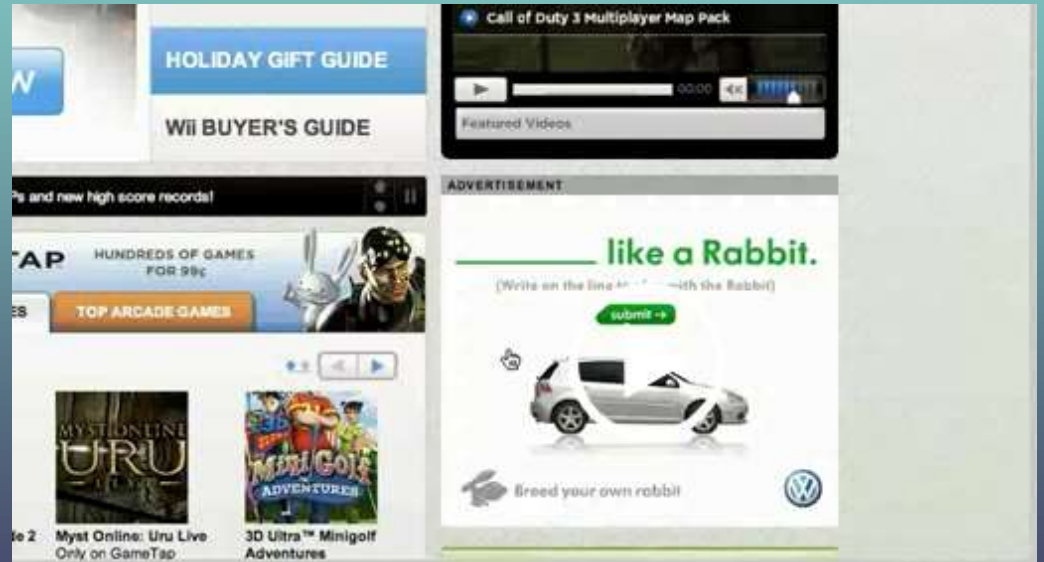 W
HOLIDAY GIFT GUIDE
Wii BUYER'S GUIDE
Ps and new high score records!
TAP
HUNDREDS OF GAMES
FOR 99¢
ES
TOP ARCADE GAMES
MYST ONLINE
URU
LIVE
3D
MINI GOLF
ADVENTURES
de 2
Myst Online: Uru Live
Only on GameTap
3D Ultra™ Minigolf
Adventures
Call of Duty 3 Multiplayer Map Pack
00:00
Featured Videos
ADVERTISEMENT
like a Rabbit.
(Write on the line with the Rabbit)
submit →
Breed your own rabbit